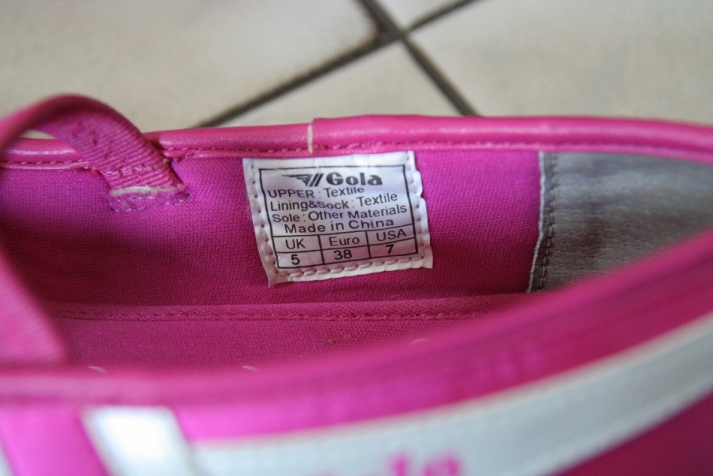 Gola
UPPER: Textile
Lining&Sock: Textile
Sole: Other Materials
Made in China
UK Euro USA
5 38 7